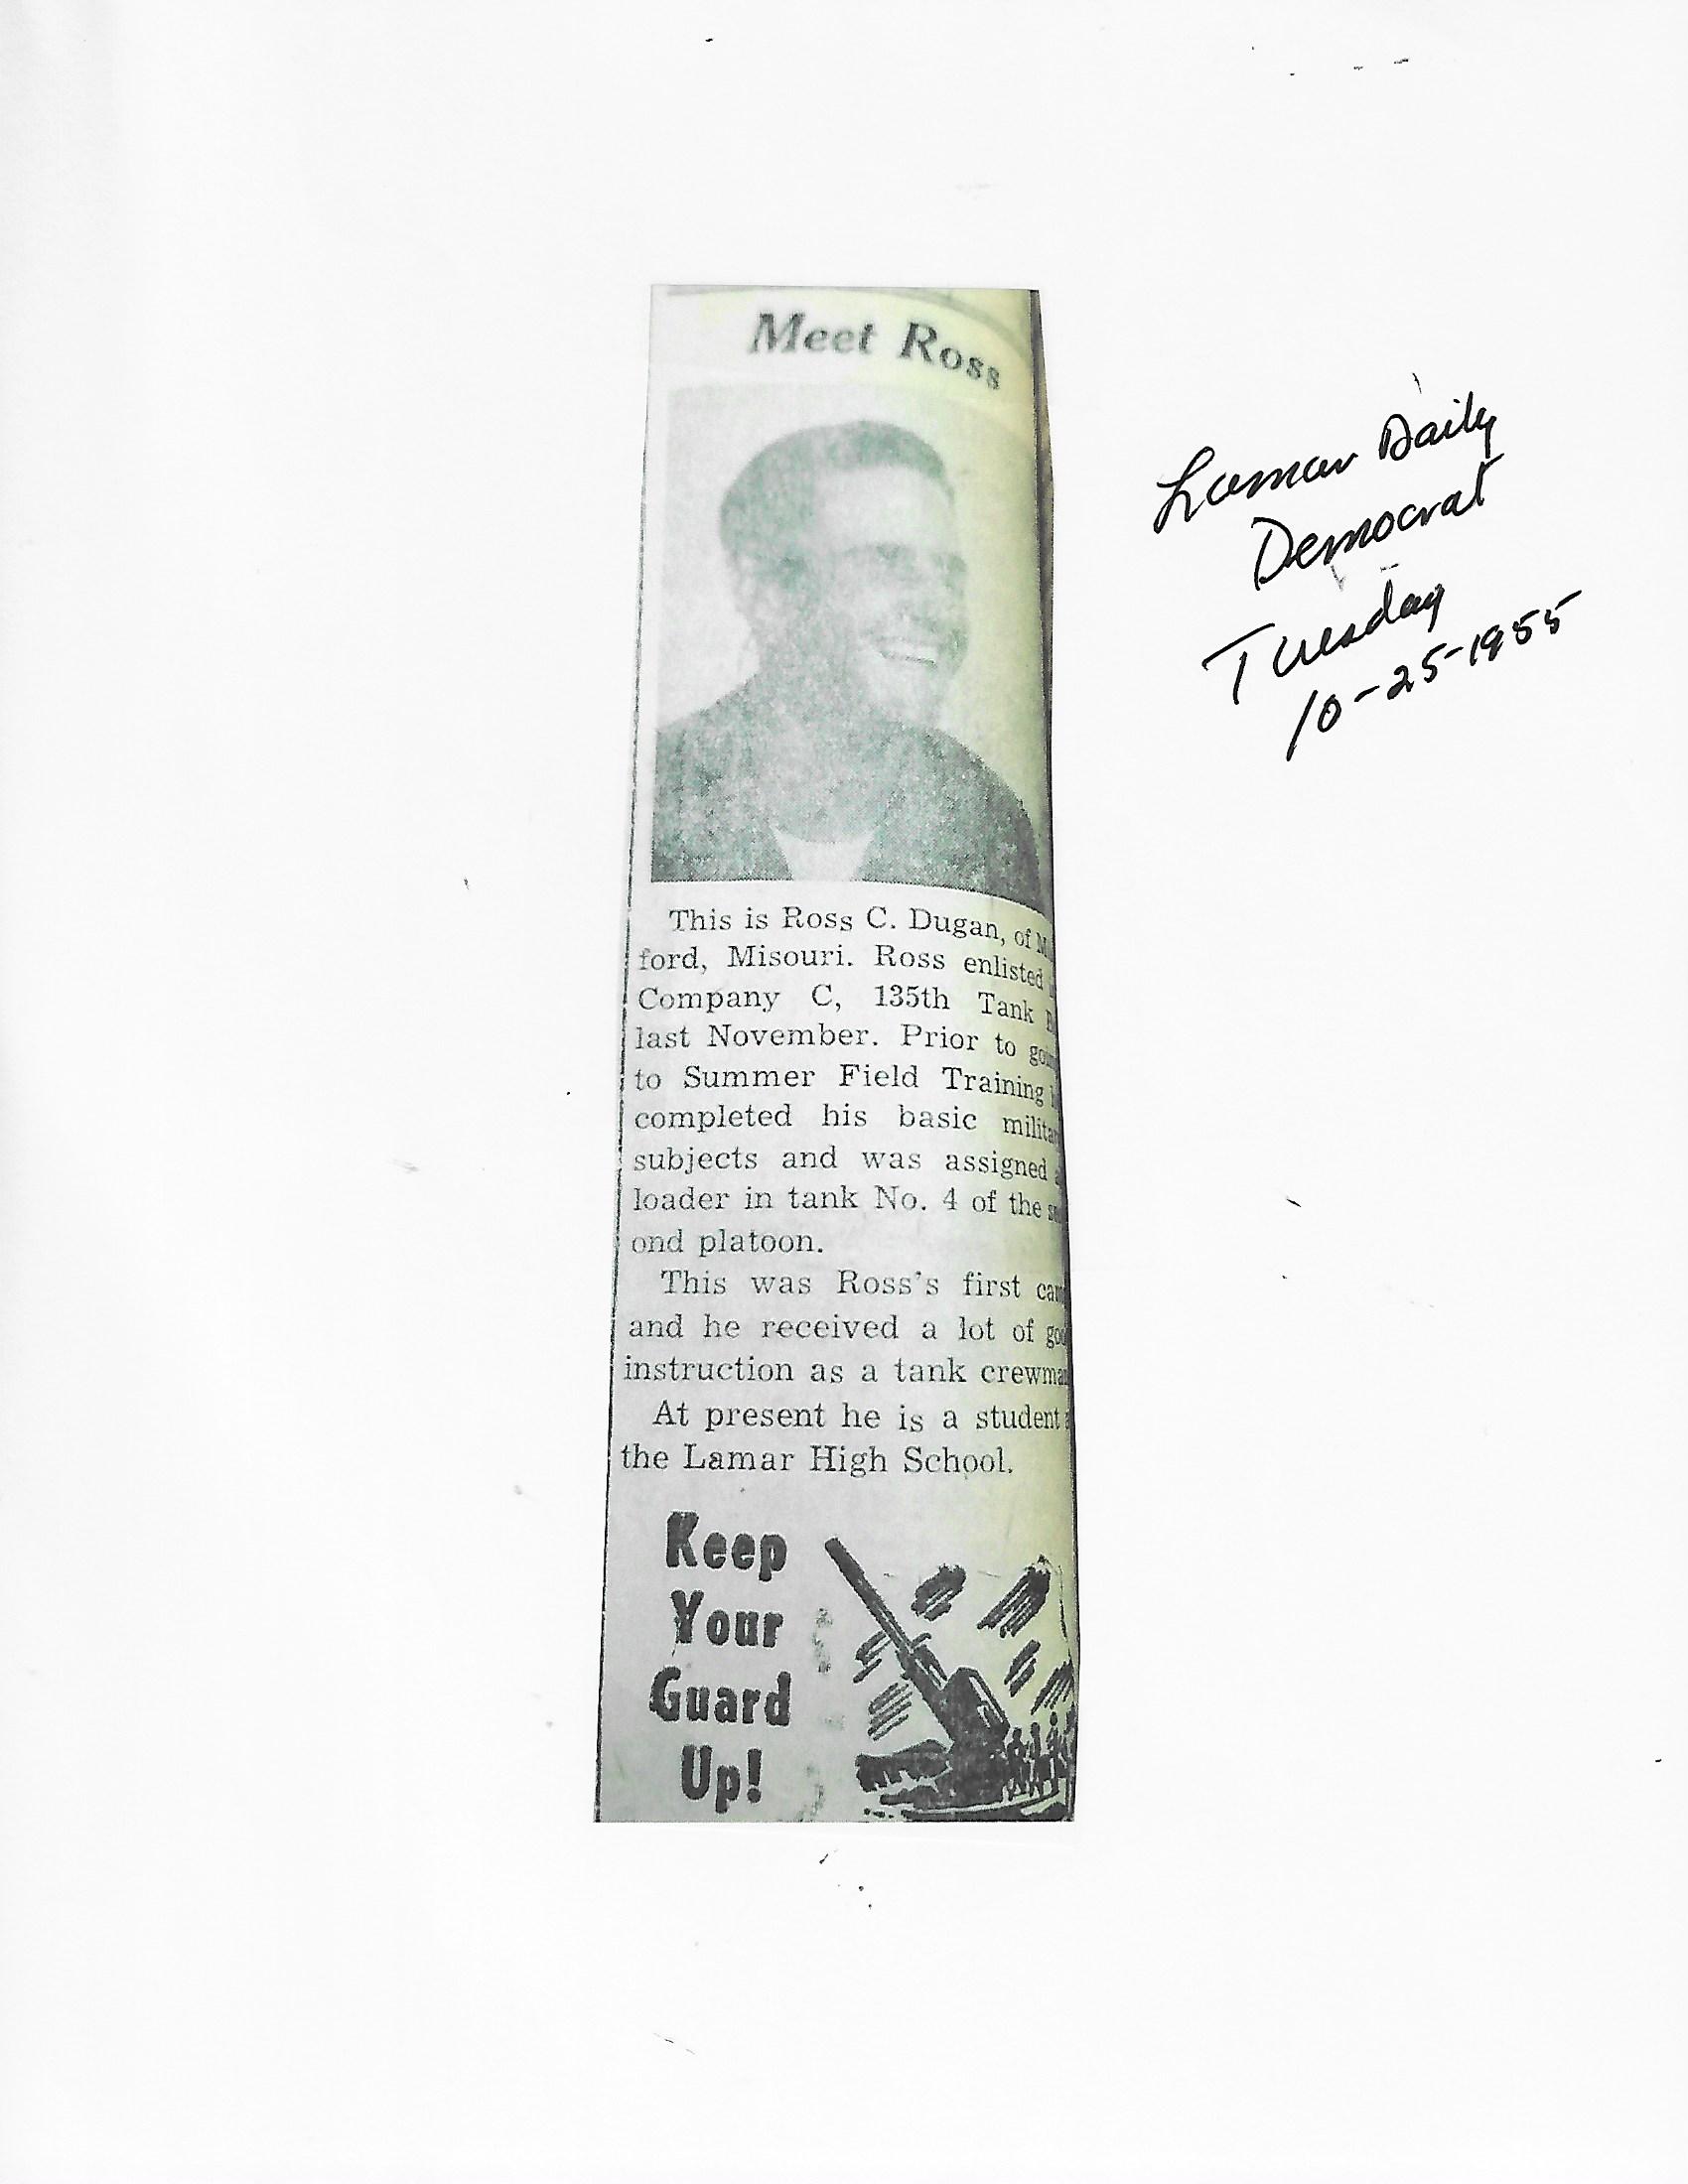 Meet Ross
This is Ross C. Dugan, of
ford, Misouri. Ross enlisted
Company C, 135th Tank
last November. Prior to
to Summer Field Training
completed his basic
subjects and was assigned
loader in tank No. 4 of the
ond platoon.
This was Ross's first
and he received a lot of
instruction as a tank
At present he is a student
the Lamar High School.
Keep
Your
Guard
Up!
Lamar Daily
Democrat
Tuesday
10-25-1955